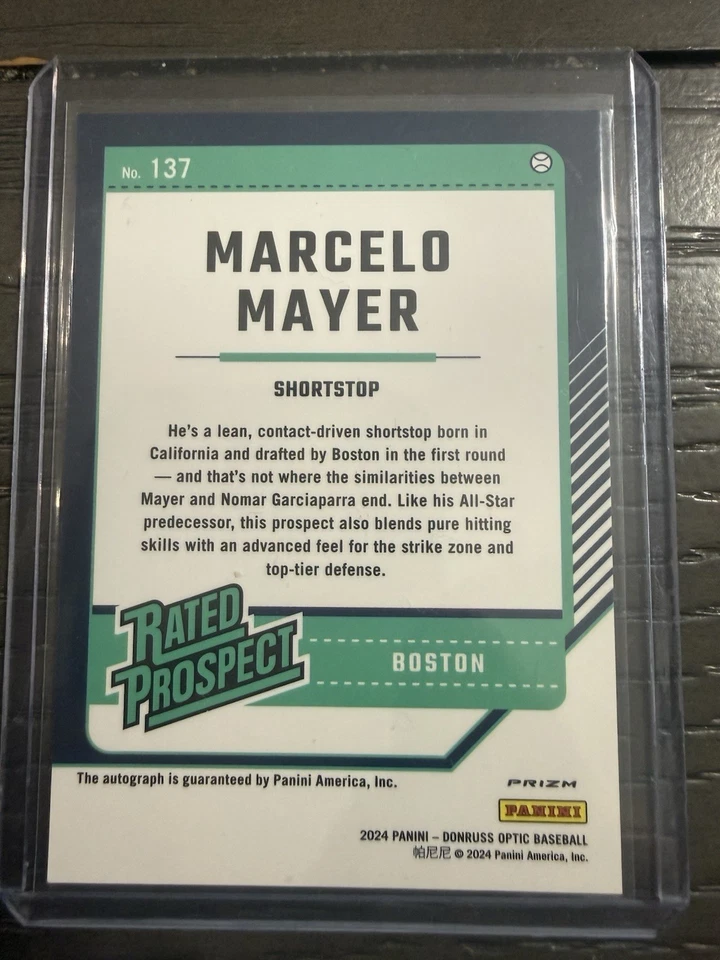 No. 137
MARCELO
MAYER
SHORTSTOP
He's a lean, contact-driven shortstop born in
California and drafted by Boston in the first round
— and that's not where the similarities between
Mayer and Nomar Garciaparra end. Like his All-Star
predecessor, this prospect also blends pure hitting
skills with an advanced feel for the strike zone and
top-tier defense.
RATED
PROSPECT
BOSTON
The autograph is guaranteed by Panini America, Inc.
PRIZM
PANINI
2024 PANINI – DONRUSS OPTIC BASEBALL
帕尼尼 © 2024 Panini America, Inc.